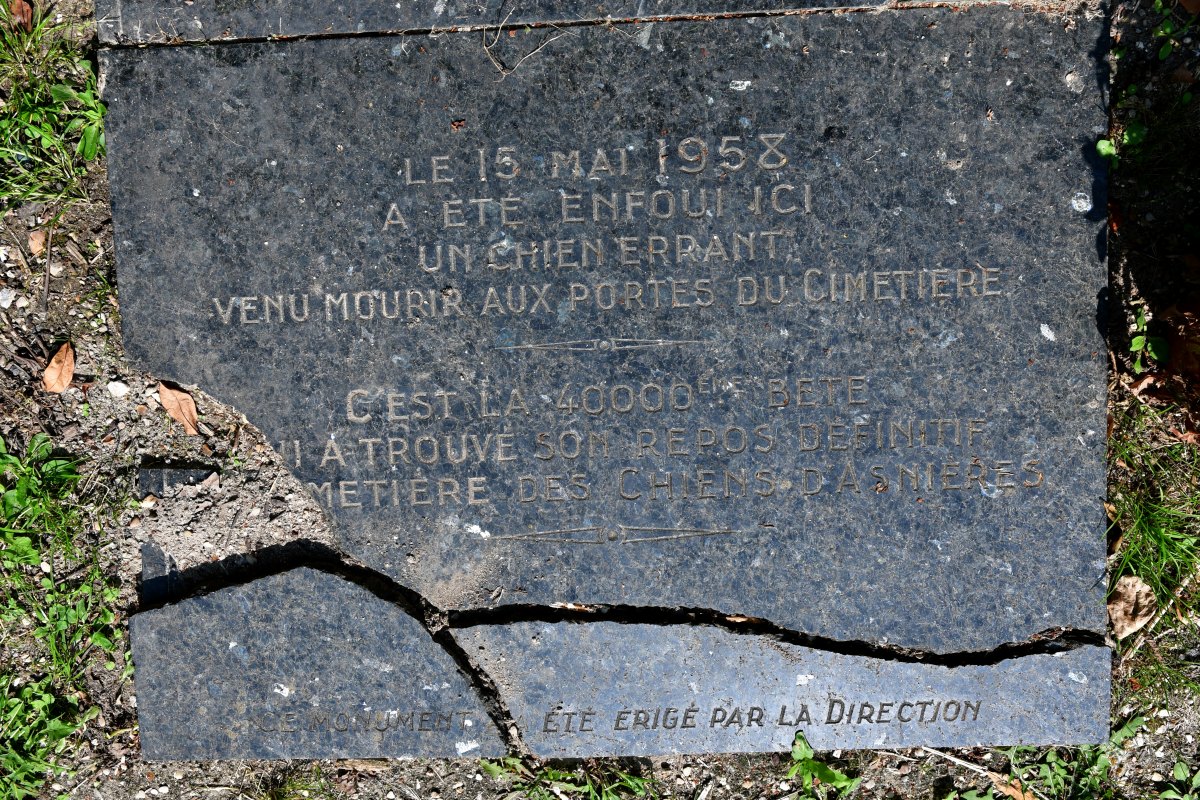 LE 15 MAI 1958
A ÉTÉ ENFOUI ICI
UN CHIEN ERRANT
VENU MOURIR AUX PORTES DU CIMETIÈRE
C'EST LA 40000ÈME BÊTE
A TROUVÉ SON REPOS DÉFINITIF
METIÈRE DES CHIENS D'ASNIÈRES
CE MONUMENT A ÉTÉ ÉRIGÉ PAR LA DIRECTION